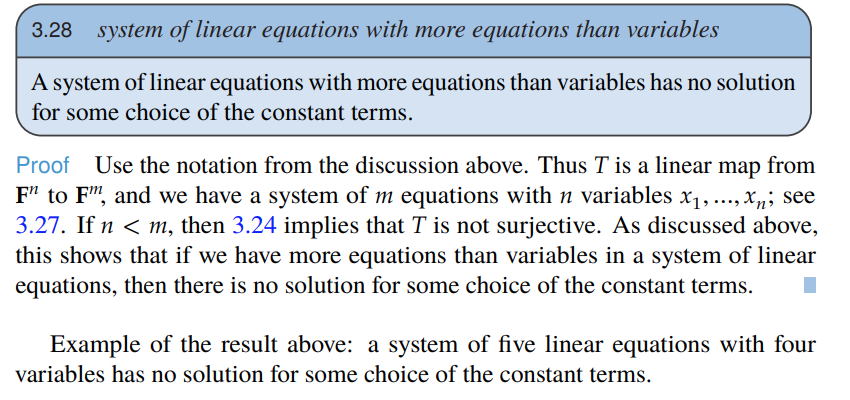 3.28 system of linear equations with more equations than variables
A system of linear equations with more equations than variables has no solution
for some choice of the constant terms.
Proof Use the notation from the discussion above. Thus T is a linear map from
Fⁿ to Fᵐ, and we have a system of m equations with n variables x₁, ..., xₙ; see
3.27. If n < m, then 3.24 implies that T is not surjective. As discussed above,
this shows that if we have more equations than variables in a system of linear
equations, then there is no solution for some choice of the constant terms.
Example of the result above: a system of five linear equations with four
variables has no solution for some choice of the constant terms.